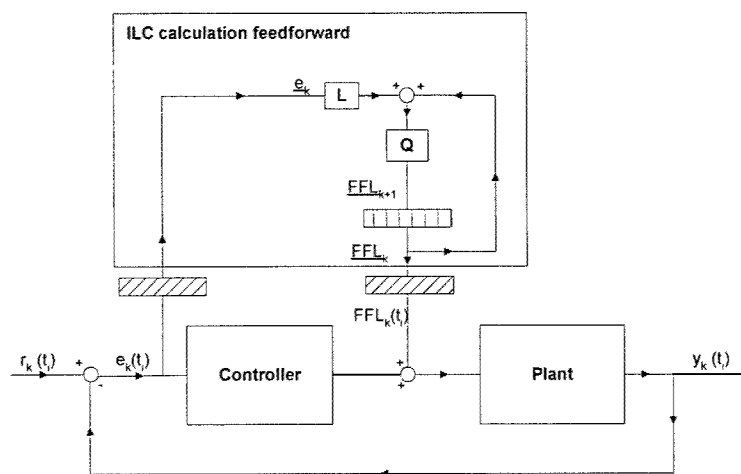 ILC calculation feedforward
e_k
L
+ +
Q
FFL_k+1
FFL_k
FFL_k(t_i)
r_k (t_i)
+
-
e_k(t_i)
Controller
+
+
Plant
y_k (t_i)